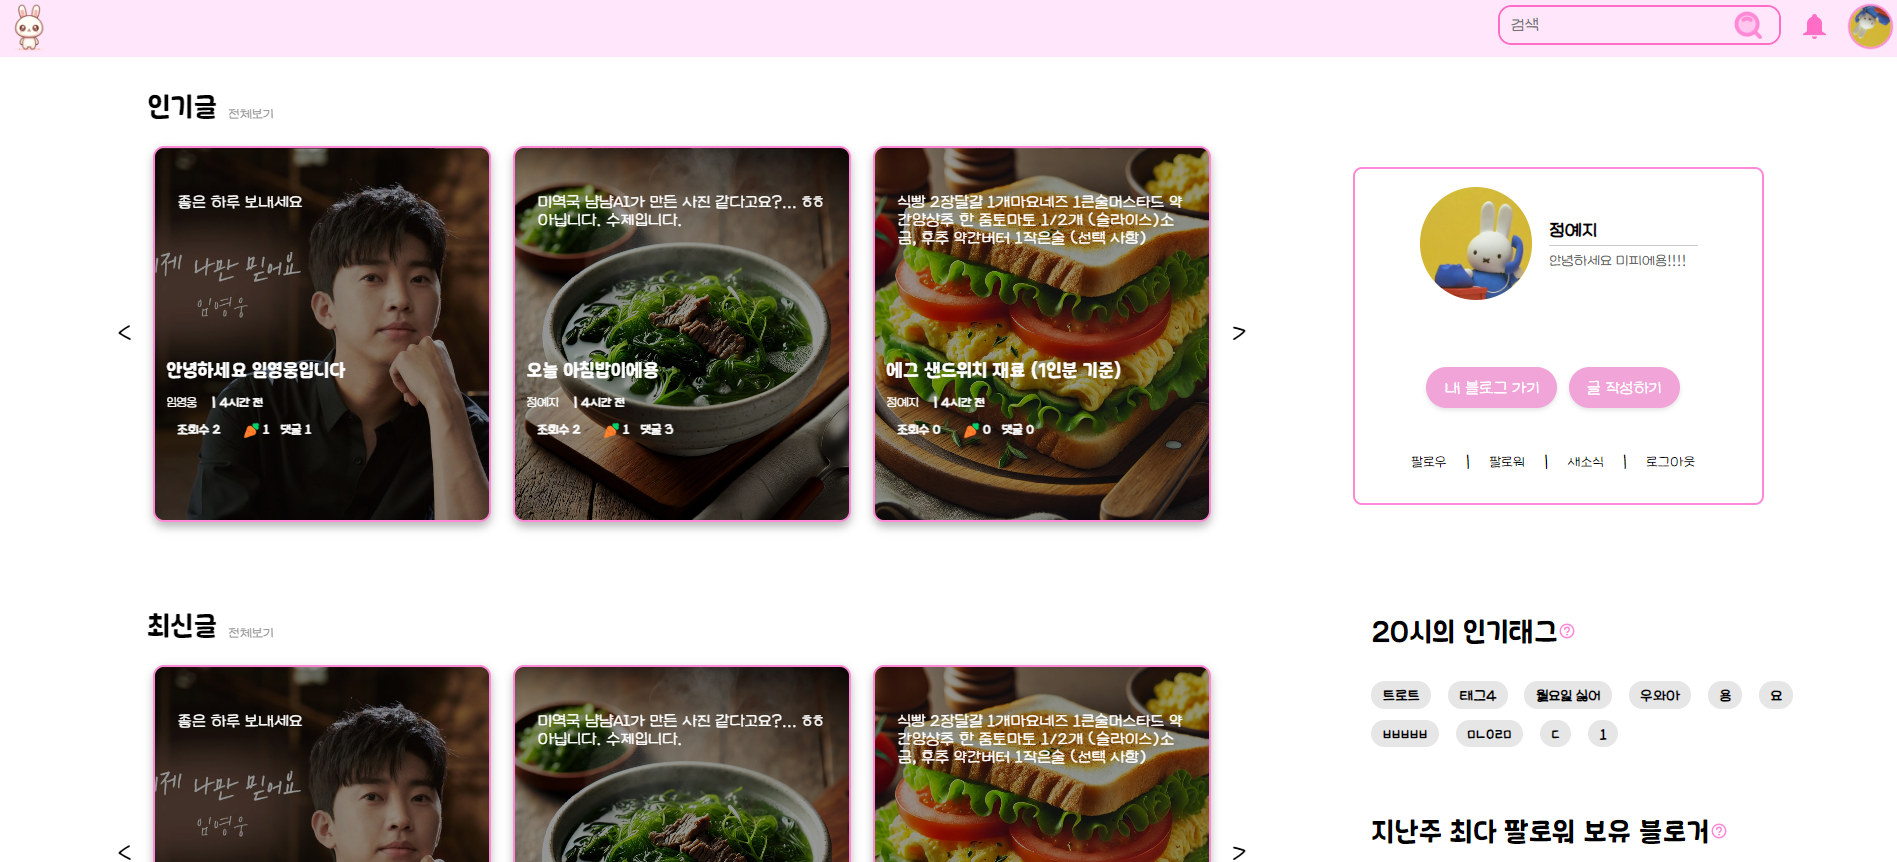 검색
인기글 전체보기
좋은 하루 보내세요
이제 나만 믿어요
임영웅
안녕하세요 임영웅입니다
임영웅 | 4시간 전
조회수 2 1 댓글 1
미역국 냠냠AI가 만든 사진 같다고요?... ㅎㅎ
아닙니다. 수제입니다.
오늘 아침밥이에용
정예지 | 4시간 전
조회수 2 1 댓글 3
식빵 2장달걀 1개마요네즈 1큰술머스타드 약
간양상추 한 줌토마토 1/2개 (슬라이스)소
금, 후추 약간버터 1작은술 (선택 사항)
에그 샌드위치 재료 (1인분 기준)
정예지 | 4시간 전
조회수 0 0 댓글 0
<
>
정예지
안녕하세요 미피에용!!!!
내 블로그 가기 글 작성하기
팔로우 | 팔로워 | 새소식 | 로그아웃
최신글 전체보기
좋은 하루 보내세요
이제 나만 믿어요
임영웅
미역국 냠냠AI가 만든 사진 같다고요?... ㅎㅎ
아닙니다. 수제입니다.
식빵 2장달걀 1개마요네즈 1큰술머스타드 약
간양상추 한 줌토마토 1/2개 (슬라이스)소
금, 후추 약간버터 1작은술 (선택 사항)
<
>
20시의 인기태그?
트로트 태그4 월요일 싫어 우와아 용 요
ㅂㅂㅂㅂㅂ ㅁㄴㅇㄹㅁ ㄷ 1
지난주 최다 팔로워 보유 블로거?